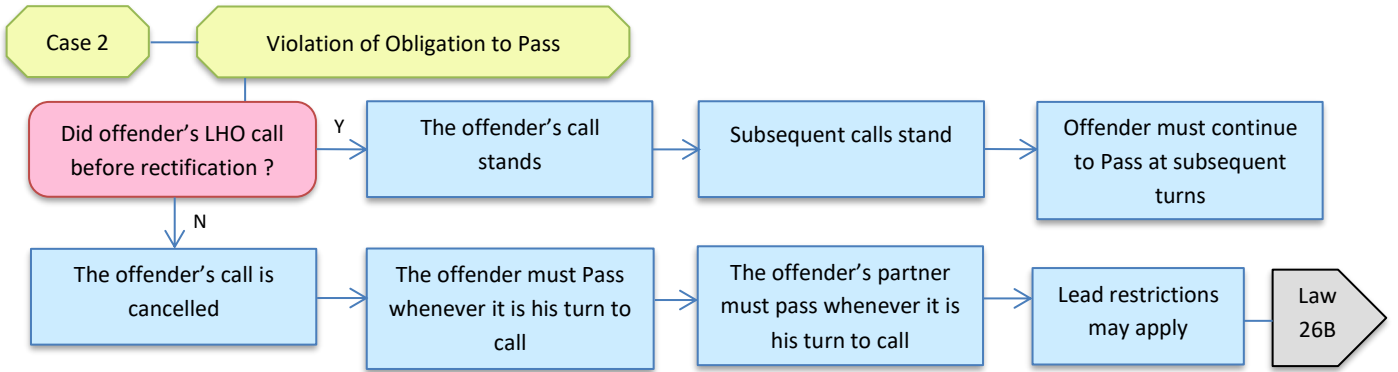 Case 2
Violation of Obligation to Pass
Did offender’s LHO call
before rectification ?
Y
The offender’s call
stands
Subsequent calls stand
Offender must continue
to Pass at subsequent
turns
N
The offender’s call is
cancelled
The offender must Pass
whenever it is his turn to
call
The offender’s partner
must pass whenever it is
his turn to call
Lead restrictions
may apply
Law
26B